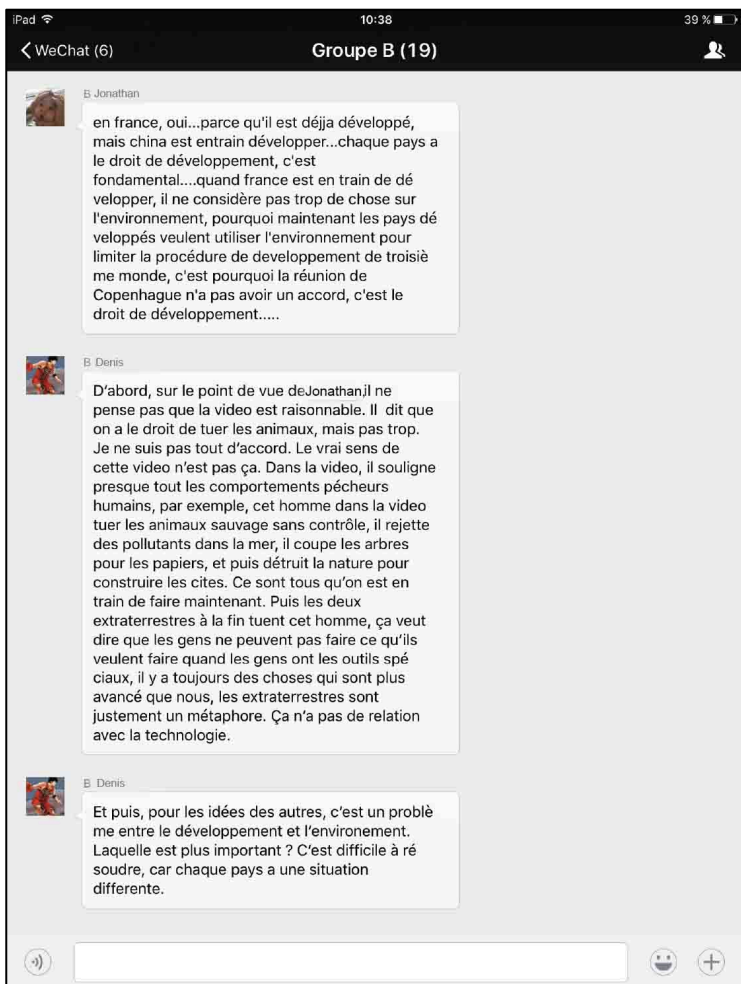 iPad 10:38 39 %
WeChat (6) Groupe B (19)
B Jonathan
en france, oui...parce qu'il est déjja développé,
mais china est entrain développer...chaque pays a
le droit de développement, c'est
fondamental....quand france est en train de dé
velopper, il ne considère pas trop de chose sur
l'environnement, pourquoi maintenant les pays dé
veloppés veulent utiliser l'environnement pour
limiter la procédure de developpement de troisiè
me monde, c'est pourquoi la réunion de
Copenhague n'a pas avoir un accord, c'est le
droit de développement.....
B Denis
D'abord, sur le point de vue deJonathan,il ne
pense pas que la video est raisonnable. Il dit que
on a le droit de tuer les animaux, mais pas trop.
Je ne suis pas tout d'accord. Le vrai sens de
cette video n'est pas ça. Dans la video, il souligne
presque tout les comportements pécheurs
humains, par exemple, cet homme dans la video
tuer les animaux sauvage sans contrôle, il rejette
des pollutants dans la mer, il coupe les arbres
pour les papiers, et puis détruit la nature pour
construire les cites. Ce sont tous qu'on est en
train de faire maintenant. Puis les deux
extraterrestres à la fin tuent cet homme, ça veut
dire que les gens ne peuvent pas faire ce qu'ils
veulent faire quand les gens ont les outils spé
ciaux, il y a toujours des choses qui sont plus
avancé que nous, les extraterrestres sont
justement un métaphore. Ça n'a pas de relation
avec la technologie.
B Denis
Et puis, pour les idées des autres, c'est un problè
me entre le développement et l'environement.
Laquelle est plus important ? C'est difficile à ré
soudre, car chaque pays a une situation
differente.